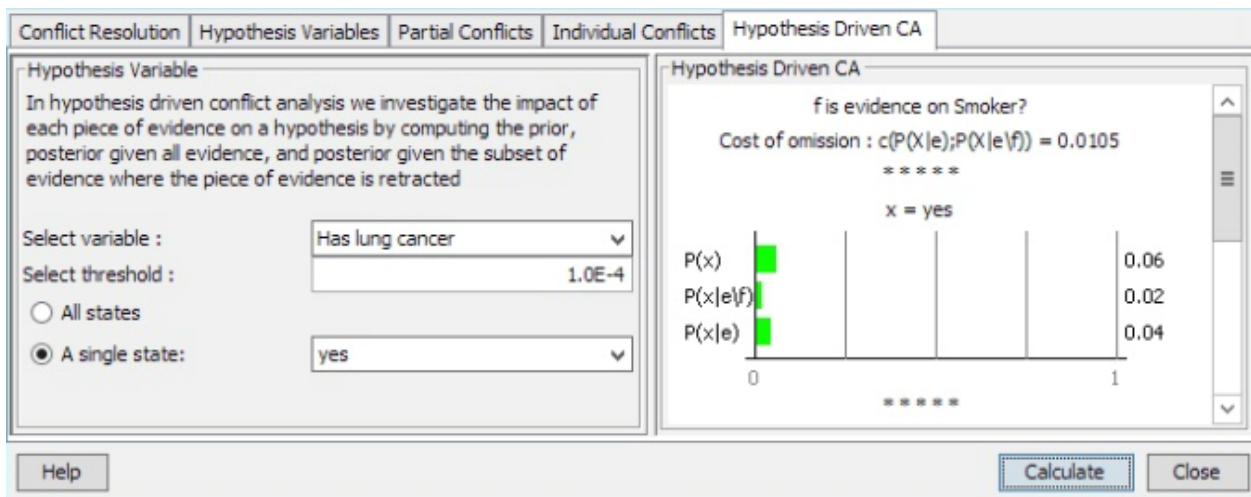 Conflict Resolution
Hypothesis Variables
Partial Conflicts
Individual Conflicts
Hypothesis Driven CA
Hypothesis Variable
In hypothesis driven conflict analysis we investigate the impact of
each piece of evidence on a hypothesis by computing the prior,
posterior given all evidence, and posterior given the subset of
evidence where the piece of evidence is retracted
Select variable :
Has lung cancer
Select threshold :
1.0E-4
All states
A single state:
yes
Hypothesis Driven CA
f is evidence on Smoker?
Cost of omission : c(P(X|e);P(X|e\f)) = 0.0105
* * * * *
x = yes
P(x)
0.06
P(x|e\f)
0.02
P(x|e)
0.04
0
1
* * * * *
Help
Calculate
Close